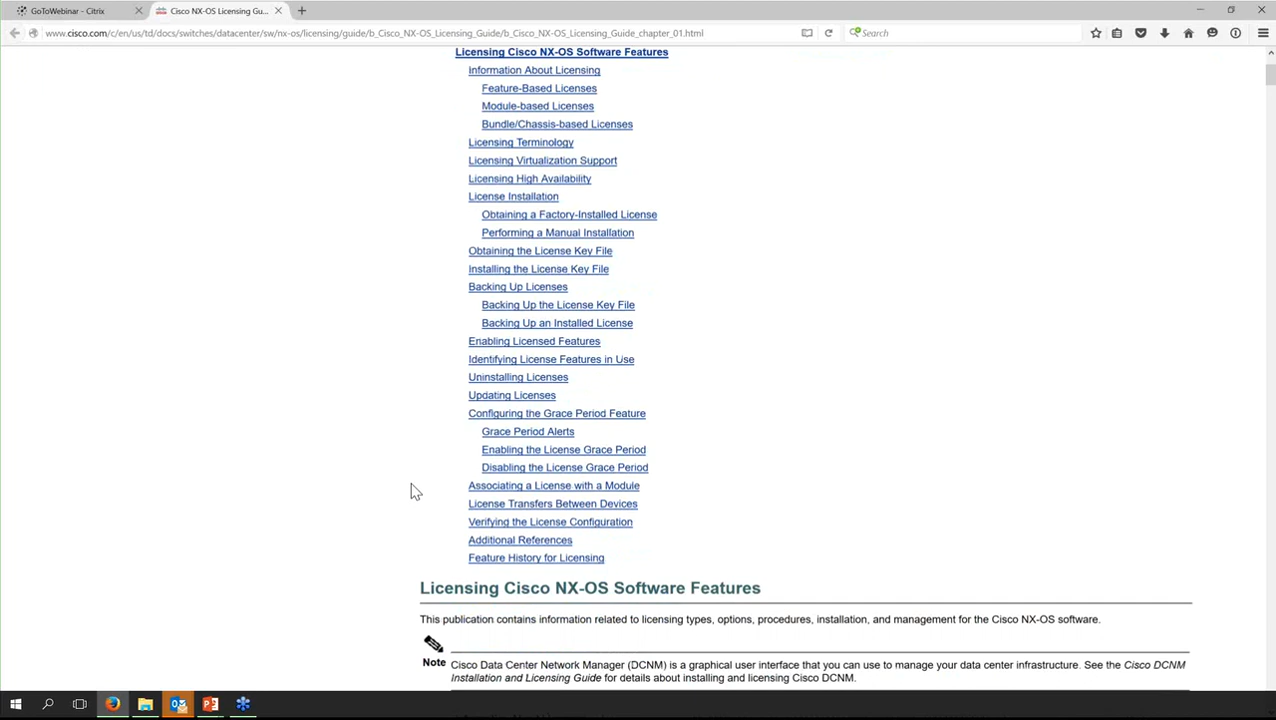 GoToWebinar - Citrix
Cisco NX-OS Licensing Gu...
www.cisco.com/c/en/us/td/docs/switches/datacenter/sw/nx-os/licensing/guide/b_Cisco_NX-OS_Licensing_Guide/b_Cisco_NX-OS_Licensing_Guide_chapter_01.html
Search
Licensing Cisco NX-OS Software Features
Information About Licensing
Feature-Based Licenses
Module-based Licenses
Bundle/Chassis-based Licenses
Licensing Terminology
Licensing Virtualization Support
Licensing High Availability
License Installation
Obtaining a Factory-Installed License
Performing a Manual Installation
Obtaining the License Key File
Installing the License Key File
Backing Up Licenses
Backing Up the License Key File
Backing Up an Installed License
Enabling Licensed Features
Identifying License Features in Use
Uninstalling Licenses
Updating Licenses
Configuring the Grace Period Feature
Grace Period Alerts
Enabling the License Grace Period
Disabling the License Grace Period
Associating a License with a Module
License Transfers Between Devices
Verifying the License Configuration
Additional References
Feature History for Licensing
Licensing Cisco NX-OS Software Features
This publication contains information related to licensing types, options, procedures, installation, and management for the Cisco NX-OS software.
Note Cisco Data Center Network Manager (DCNM) is a graphical user interface that you can use to manage your data center infrastructure. See the Cisco DCNM
Installation and Licensing Guide for details about installing and licensing Cisco DCNM.